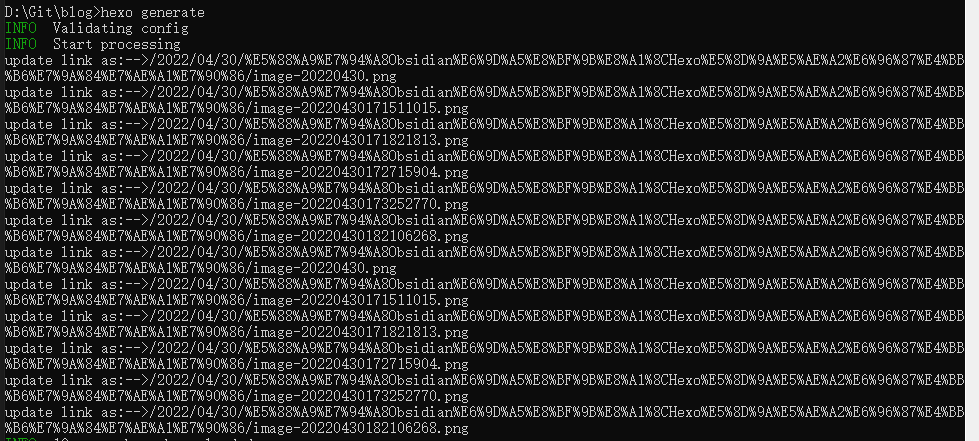 D:\Git\blog>hexo generate
INFO  Validating config
INFO  Start processing
update link as:-->/2022/04/30/%E5%88%A9%E7%94%A8Obsidian%E6%9D%A5%E8%BF%9B%E8%A1%8CHexo%E5%8D%9A%E5%AE%A2%E6%96%87%E4%BB
%B6%E7%9A%84%E7%AE%A1%E7%90%86/image-20220430.png
update link as:-->/2022/04/30/%E5%88%A9%E7%94%A8Obsidian%E6%9D%A5%E8%BF%9B%E8%A1%8CHexo%E5%8D%9A%E5%AE%A2%E6%96%87%E4%BB
%B6%E7%9A%84%E7%AE%A1%E7%90%86/image-20220430171511015.png
update link as:-->/2022/04/30/%E5%88%A9%E7%94%A8Obsidian%E6%9D%A5%E8%BF%9B%E8%A1%8CHexo%E5%8D%9A%E5%AE%A2%E6%96%87%E4%BB
%B6%E7%9A%84%E7%AE%A1%E7%90%86/image-20220430171821813.png
update link as:-->/2022/04/30/%E5%88%A9%E7%94%A8Obsidian%E6%9D%A5%E8%BF%9B%E8%A1%8CHexo%E5%8D%9A%E5%AE%A2%E6%96%87%E4%BB
%B6%E7%9A%84%E7%AE%A1%E7%90%86/image-20220430172715904.png
update link as:-->/2022/04/30/%E5%88%A9%E7%94%A8Obsidian%E6%9D%A5%E8%BF%9B%E8%A1%8CHexo%E5%8D%9A%E5%AE%A2%E6%96%87%E4%BB
%B6%E7%9A%84%E7%AE%A1%E7%90%86/image-20220430173252770.png
update link as:-->/2022/04/30/%E5%88%A9%E7%94%A8Obsidian%E6%9D%A5%E8%BF%9B%E8%A1%8CHexo%E5%8D%9A%E5%AE%A2%E6%96%87%E4%BB
%B6%E7%9A%84%E7%AE%A1%E7%90%86/image-20220430182106268.png
update link as:-->/2022/04/30/%E5%88%A9%E7%94%A8Obsidian%E6%9D%A5%E8%BF%9B%E8%A1%8CHexo%E5%8D%9A%E5%AE%A2%E6%96%87%E4%BB
%B6%E7%9A%84%E7%AE%A1%E7%90%86/image-20220430.png
update link as:-->/2022/04/30/%E5%88%A9%E7%94%A8Obsidian%E6%9D%A5%E8%BF%9B%E8%A1%8CHexo%E5%8D%9A%E5%AE%A2%E6%96%87%E4%BB
%B6%E7%9A%84%E7%AE%A1%E7%90%86/image-20220430171511015.png
update link as:-->/2022/04/30/%E5%88%A9%E7%94%A8Obsidian%E6%9D%A5%E8%BF%9B%E8%A1%8CHexo%E5%8D%9A%E5%AE%A2%E6%96%87%E4%BB
%B6%E7%9A%84%E7%AE%A1%E7%90%86/image-20220430171821813.png
update link as:-->/2022/04/30/%E5%88%A9%E7%94%A8Obsidian%E6%9D%A5%E8%BF%9B%E8%A1%8CHexo%E5%8D%9A%E5%AE%A2%E6%96%87%E4%BB
%B6%E7%9A%84%E7%AE%A1%E7%90%86/image-20220430172715904.png
update link as:-->/2022/04/30/%E5%88%A9%E7%94%A8Obsidian%E6%9D%A5%E8%BF%9B%E8%A1%8CHexo%E5%8D%9A%E5%AE%A2%E6%96%87%E4%BB
%B6%E7%9A%84%E7%AE%A1%E7%90%86/image-20220430173252770.png
update link as:-->/2022/04/30/%E5%88%A9%E7%94%A8Obsidian%E6%9D%A5%E8%BF%9B%E8%A1%8CHexo%E5%8D%9A%E5%AE%A2%E6%96%87%E4%BB
%B6%E7%9A%84%E7%AE%A1%E7%90%86/image-20220430182106268.png